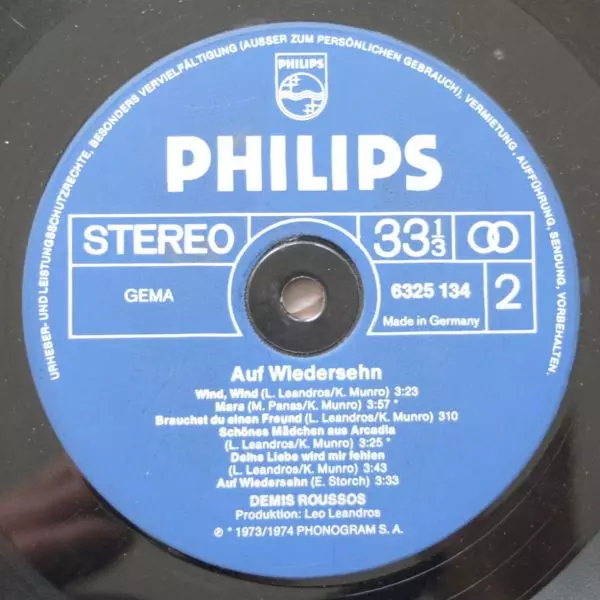 URHEBER- UND LEISTUNGSSCHUTZRECHTE, BESONDERS VERVIELFÄLTIGUNG (AUSSER ZUM PERSÖNLICHEN GEBRAUCH), VERMIETUNG, AUFFÜHRUNG, SENDUNG, VORBEHALTEN.
PHILIPS
PHILIPS
STEREO 33 1/3
GEMA 6325 134 2
Made in Germany
Auf Wiedersehn
Wind, Wind (L. Leandros/K. Munro) 3:23
Mara (M. Panas/K. Munro) 3:57 *
Brauchst du einen Freund (L. Leandros/K. Munro) 310
Schönes Mädchen aus Arcadia
(L. Leandros/K. Munro) 3:25 *
Deine Liebe wird mir fehlen
(L. Leandros/K. Munro) 3:43
Auf Wiedersehn (E. Storch) 3:33
DEMIS ROUSSOS
Produktion: Leo Leandros
℗ * 1973/1974 PHONOGRAM S. A.